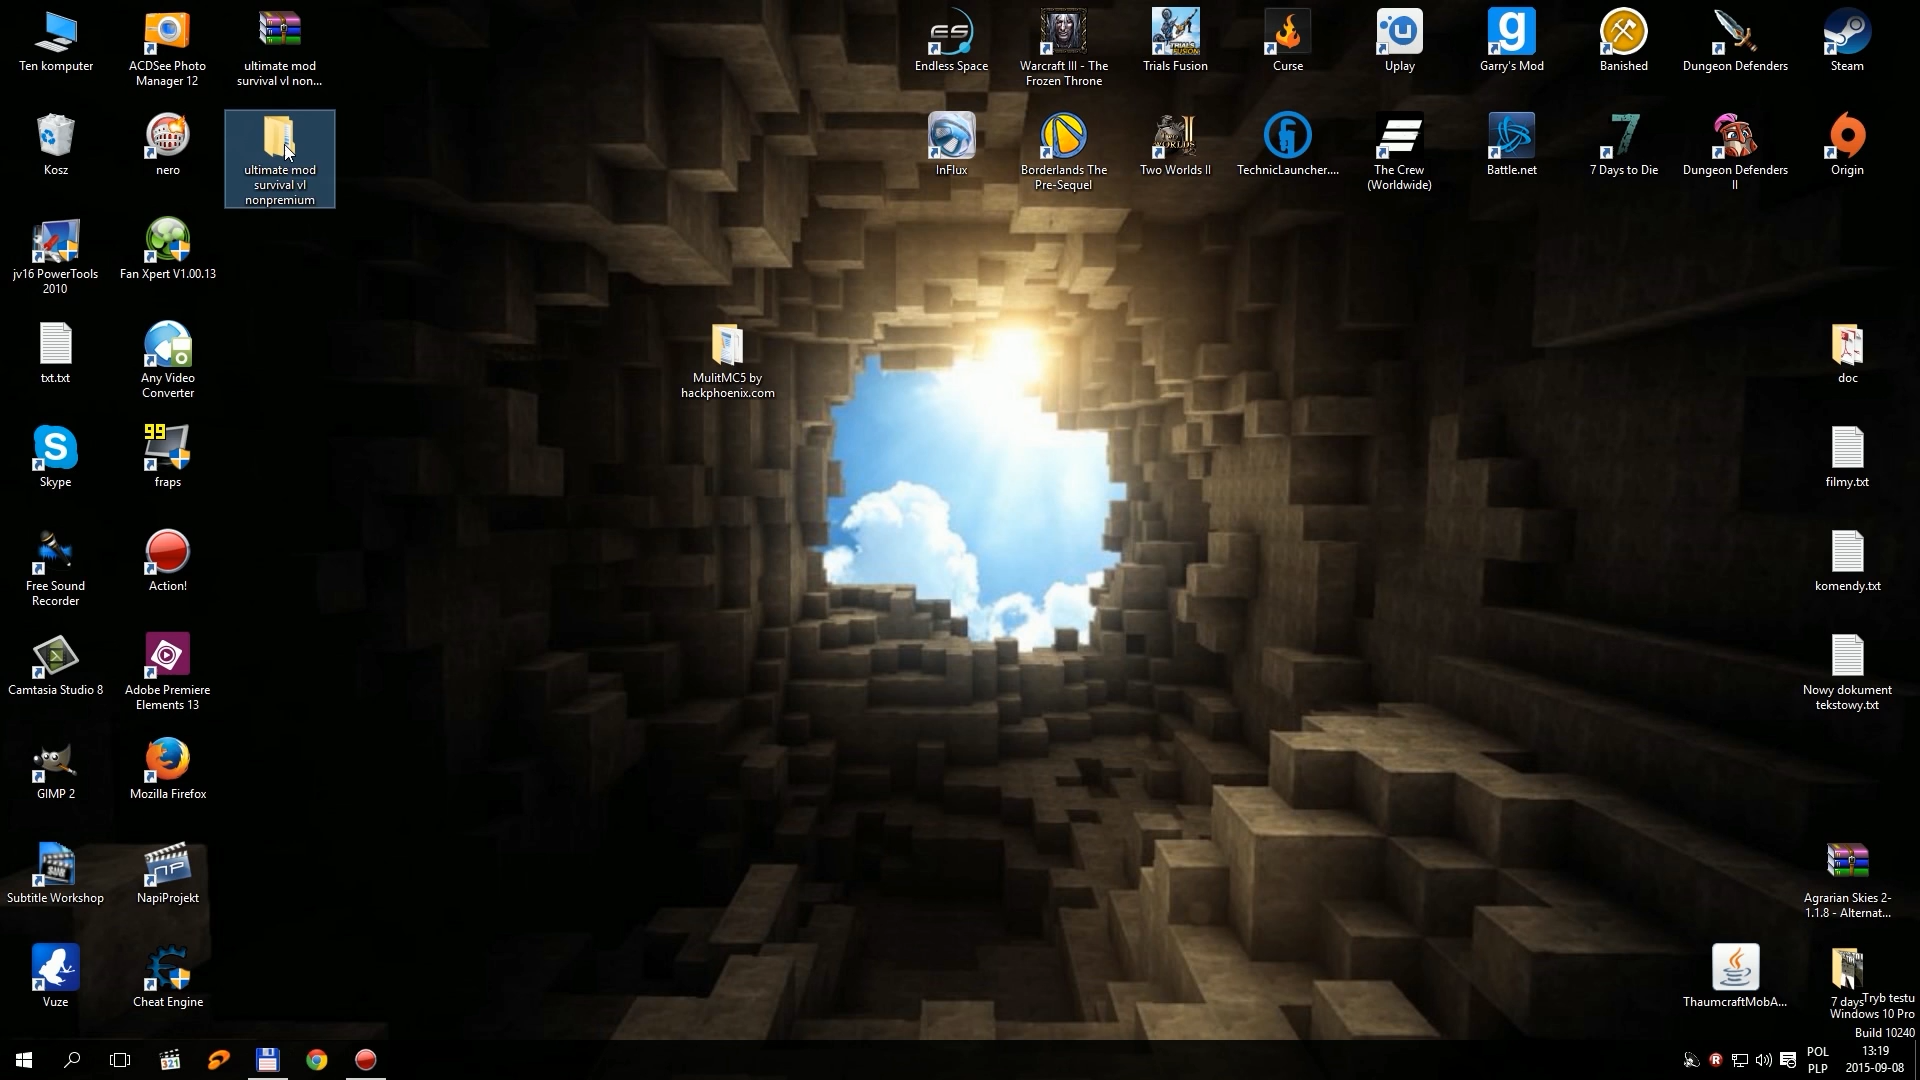 Ten komputer
ACDSee Photo
Manager 12
ultimate mod
survival vl non...
Endless Space
Warcraft III - The
Frozen Throne
Trials Fusion
Curse
Uplay
Garry's Mod
Banished
Dungeon Defenders
Steam
Kosz
nero
ultimate mod
survival vl
nonpremium
InFlux
Borderlands The
Pre-Sequel
Two Worlds II
TechnicLauncher....
The Crew
(Worldwide)
Battle.net
7 Days to Die
Dungeon Defenders
II
Origin
jv16 PowerTools
2010
Fan Xpert V1.00.13
txt.txt
Any Video
Converter
MulitMC5 by
hackphoenix.com
doc
99
Skype
fraps
filmy.txt
Free Sound
Recorder
Action!
komendy.txt
Camtasia Studio 8
Adobe Premiere
Elements 13
Nowy dokument
tekstowy.txt
GIMP 2
Mozilla Firefox
Subtitle Workshop
NapiProjekt
Agrarian Skies 2-
1.1.8 - Alternat...
Vuze
Cheat Engine
ThaumcraftMobA...
7 days
Tryb testu
Windows 10 Pro
Build 10240
321
POL
PLP
13:19
2015-09-08